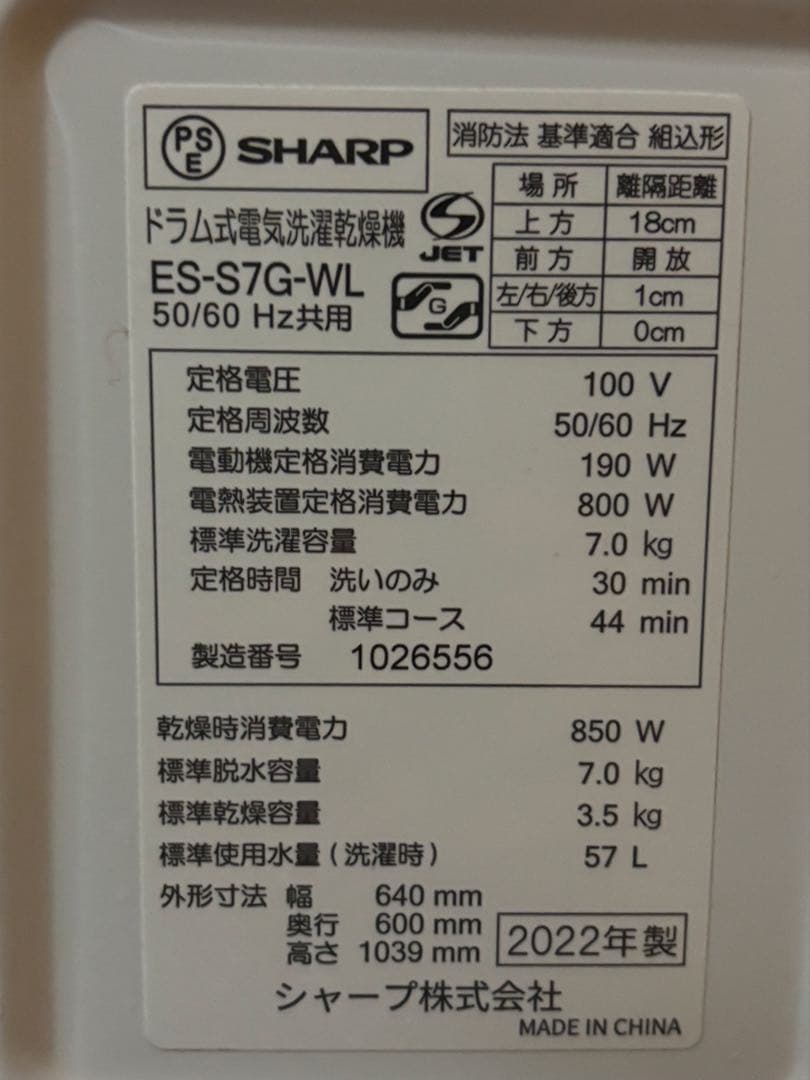 PSE SHARP
消防法 基準適合 組込形
場所 離隔距離
上方 18cm
前方 開放
左/右/後方 1cm
下方 0cm
ドラム式電気洗濯乾燥機
JET
ES-S7G-WL
G
50/60 Hz共用
定格電圧 100 V
定格周波数 50/60 Hz
電動機定格消費電力 190 W
電熱装置定格消費電力 800 W
標準洗濯容量 7.0 kg
定格時間 洗いのみ 30 min
標準コース 44 min
製造番号 1026556
乾燥時消費電力 850 W
標準脱水容量 7.0 kg
標準乾燥容量 3.5 kg
標準使用水量(洗濯時) 57 L
外形寸法 幅 640 mm
奥行 600 mm
高さ 1039 mm
2022年製
シャープ株式会社
MADE IN CHINA